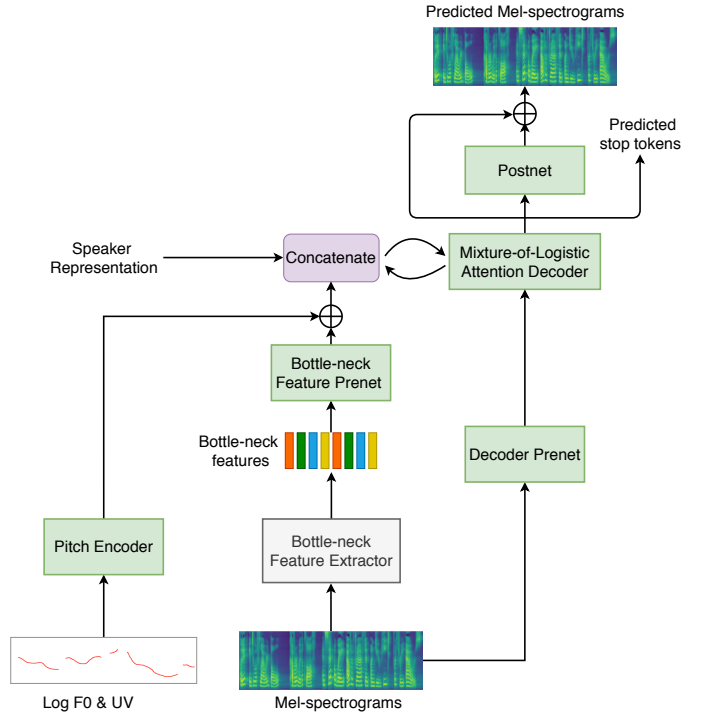 Predicted Mel-spectrograms
Predicted
stop tokens
Postnet
Speaker
Representation
Concatenate
Mixture-of-Logistic
Attention Decoder
Bottle-neck
Feature Prenet
Bottle-neck
features
Decoder Prenet
Pitch Encoder
Bottle-neck
Feature Extractor
Log F0 & UV
Mel-spectrograms